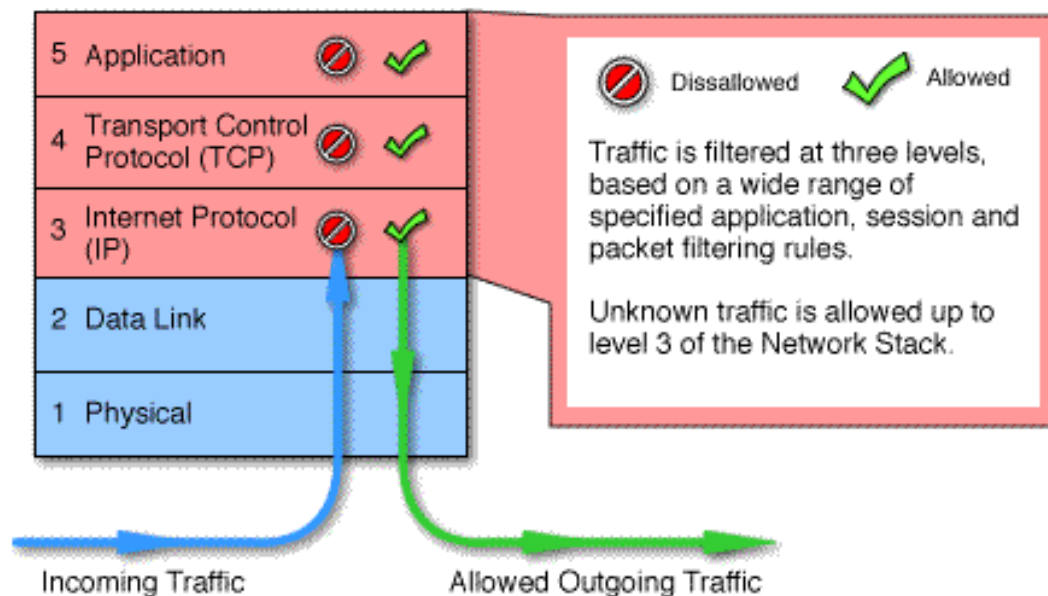 5 Application
4 Transport Control
Protocol (TCP)
3 Internet Protocol
(IP)
2 Data Link
1 Physical
Incoming Traffic
Allowed Outgoing Traffic
Dissallowed
Allowed
Traffic is filtered at three levels,
based on a wide range of
specified application, session and
packet filtering rules.
Unknown traffic is allowed up to
level 3 of the Network Stack.